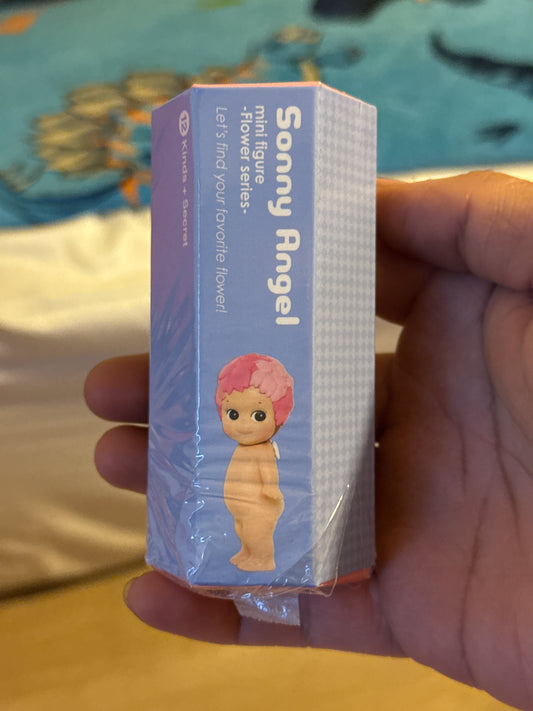 Sonny Angel
mini figure
-Flower series-
Let's find your favorite flower!
12 Kinds + Secret